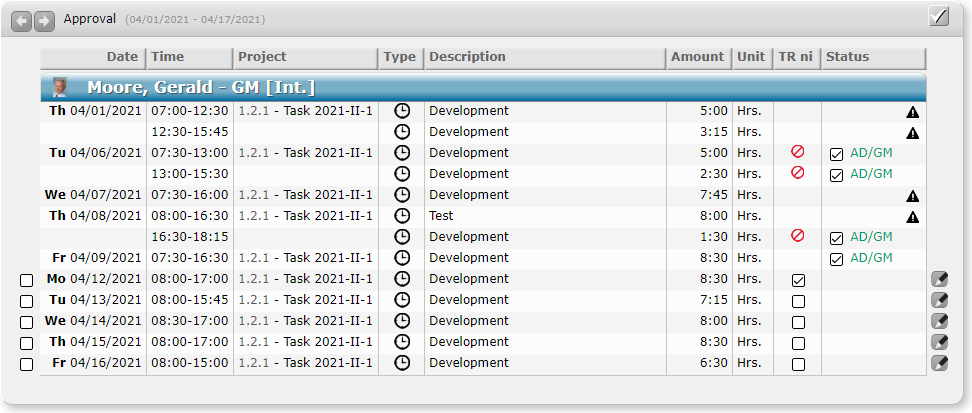 Approval (04/01/2021 - 04/17/2021)
Date Time Project Type Description Amount Unit TR ni Status
Moore, Gerald - GM [Int.]
Th 04/01/2021 07:00-12:30 1.2.1 - Task 2021-II-1 Development 5:00 Hrs.
12:30-15:45 Development 3:15 Hrs.
Tu 04/06/2021 07:30-13:00 1.2.1 - Task 2021-II-1 Development 5:00 Hrs. AD/GM
13:00-15:30 Development 2:30 Hrs. AD/GM
We 04/07/2021 07:30-16:00 1.2.1 - Task 2021-II-1 Development 7:45 Hrs.
Th 04/08/2021 08:00-16:30 1.2.1 - Task 2021-II-1 Test 8:00 Hrs.
16:30-18:15 Development 1:30 Hrs. AD/GM
Fr 04/09/2021 07:30-16:30 1.2.1 - Task 2021-II-1 Development 8:30 Hrs. AD/GM
Mo 04/12/2021 08:00-17:00 1.2.1 - Task 2021-II-1 Development 8:30 Hrs.
Tu 04/13/2021 08:00-15:45 1.2.1 - Task 2021-II-1 Development 7:15 Hrs.
We 04/14/2021 08:30-17:00 1.2.1 - Task 2021-II-1 Development 8:00 Hrs.
Th 04/15/2021 08:00-17:00 1.2.1 - Task 2021-II-1 Development 8:30 Hrs.
Fr 04/16/2021 08:00-15:00 1.2.1 - Task 2021-II-1 Development 6:30 Hrs.